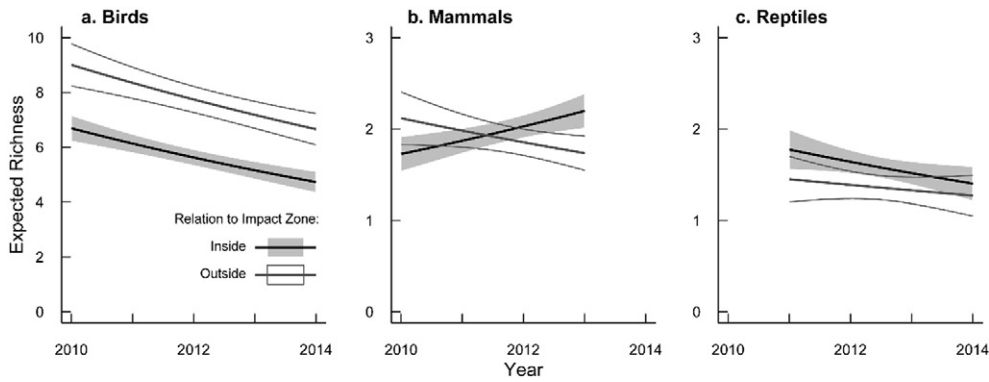 a. Birds
b. Mammals
c. Reptiles
Expected Richness
10
8
6
4
2
0
Relation to Impact Zone:
Inside
Outside
2010
2012
2014
3
2
1
0
2010
2012
2014
3
2
1
0
2010
2012
2014
Year